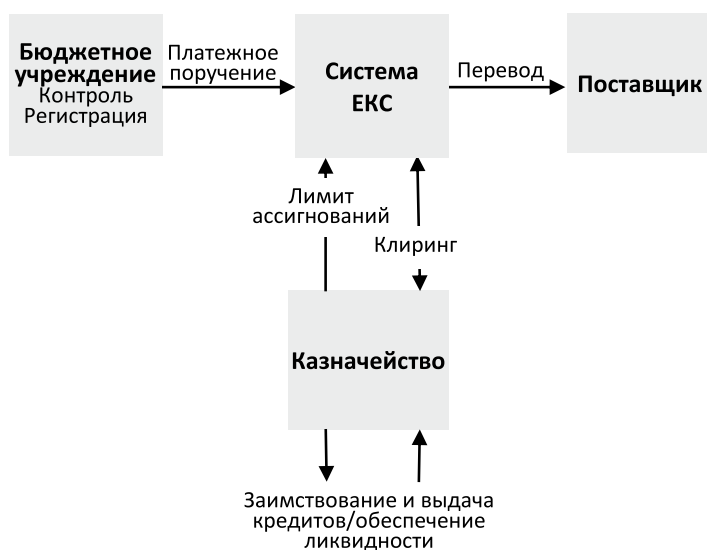 Бюджетное
учреждение
Контроль
Регистрация
Платежное
поручение
Система
ЕКС
Перевод
Поставщик
Лимит
ассигнований
Клиринг
Казначейство
Заимствование и выдача
кредитов/обеспечение
ликвидности